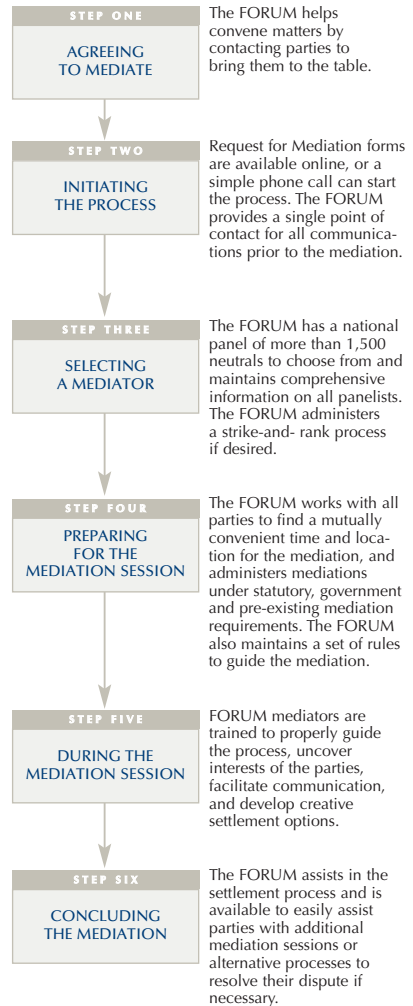 STEP ONE
AGREEING
TO MEDIATE
The FORUM helps
convene matters by
contacting parties to
bring them to the table.
STEP TWO
INITIATING
THE PROCESS
Request for Mediation forms
are available online, or a
simple phone call can start
the process. The FORUM
provides a single point of
contact for all communica-
tions prior to the mediation.
STEP THREE
SELECTING
A MEDIATOR
The FORUM has a national
panel of more than 1,500
neutrals to choose from and
maintains comprehensive
information on all panelists.
The FORUM administers
a strike-and- rank process
if desired.
STEP FOUR
PREPARING
FOR THE
MEDIATION SESSION
The FORUM works with all
parties to find a mutually
convenient time and loca-
tion for the mediation, and
administers mediations
under statutory, government
and pre-existing mediation
requirements. The FORUM
also maintains a set of rules
to guide the mediation.
STEP FIVE
DURING THE
MEDIATION SESSION
FORUM mediators are
trained to properly guide
the process, uncover
interests of the parties,
facilitate communication,
and develop creative
settlement options.
STEP SIX
CONCLUDING
THE MEDIATION
The FORUM assists in the
settlement process and is
available to easily assist
parties with additional
mediation sessions or
alternative processes to
resolve their dispute if
necessary.